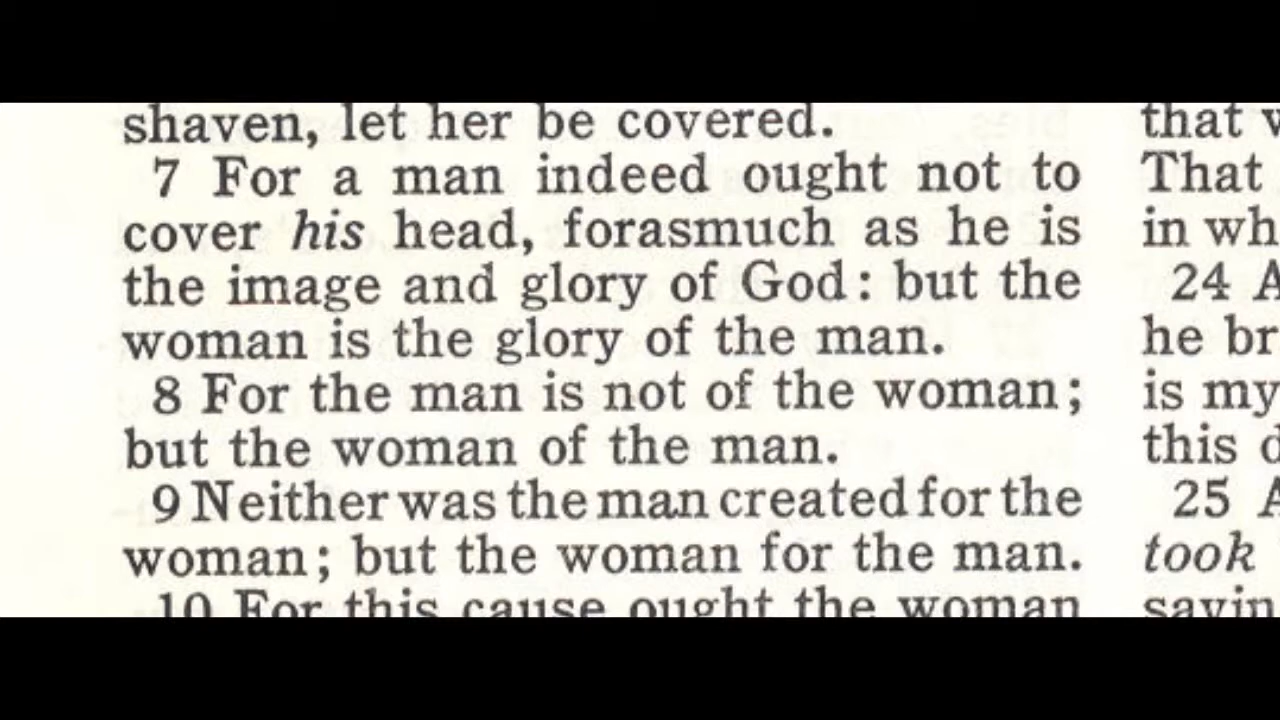 shaven, let her be covered.
7 For a man indeed ought not to
cover his head, forasmuch as he is
the image and glory of God: but the
woman is the glory of the man.
8 For the man is not of the woman;
but the woman of the man.
9 Neither was the man created for the
woman; but the woman for the man.
10 For this cause ought the woman
that
That
in
24
he
is my
this
25
took